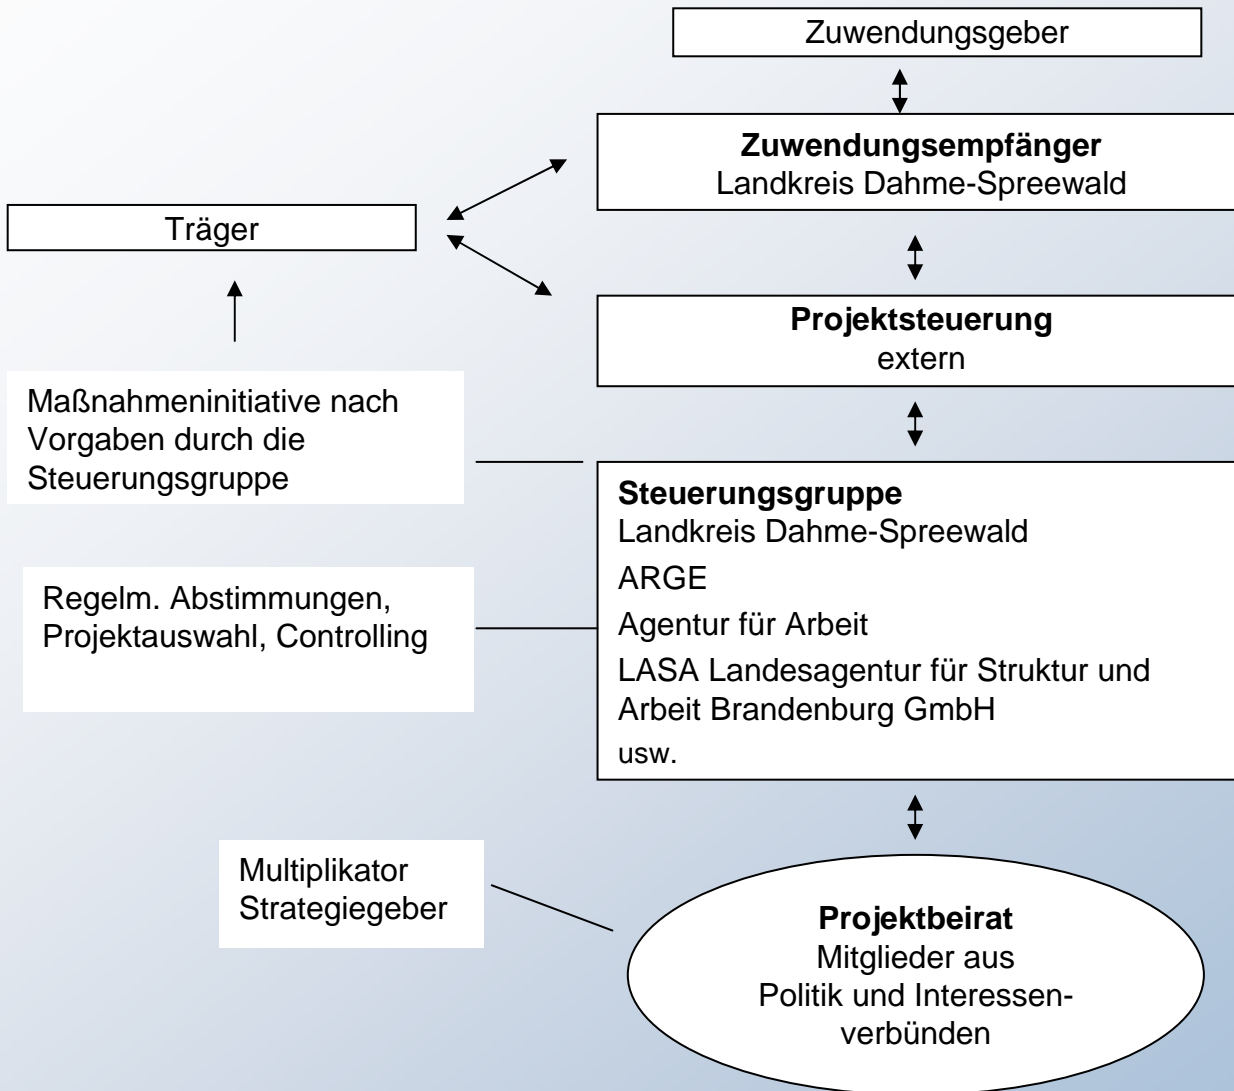 Zuwendungsgeber
Zuwendungsempfänger
Landkreis Dahme-Spreewald
Träger
Projektsteuerung
extern
Maßnahmeninitiative nach
Vorgaben durch die
Steuerungsgruppe
Steuerungsgruppe
Landkreis Dahme-Spreewald
ARGE
Agentur für Arbeit
LASA Landesagentur für Struktur und
Arbeit Brandenburg GmbH
usw.
Regelm. Abstimmungen,
Projektauswahl, Controlling
Multiplikator
Strategiegeber
Projektbeirat
Mitglieder aus
Politik und Interessen-
verbünden